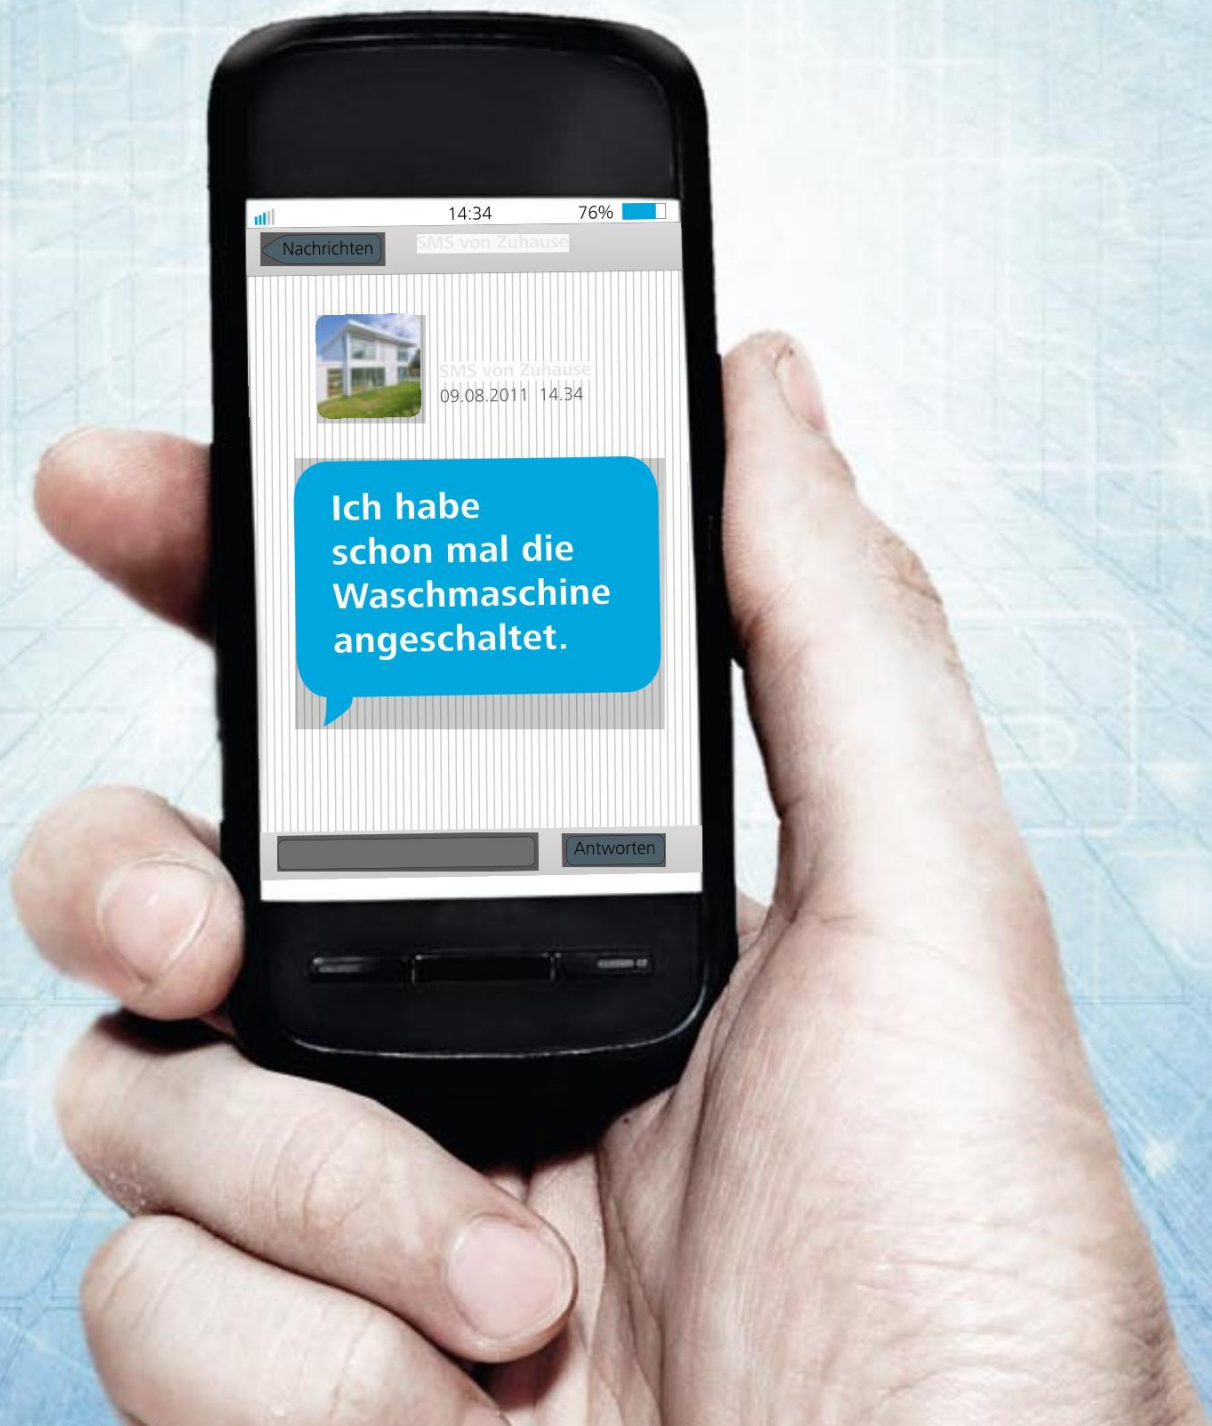 14:34 76%
Nachrichten SMS von Zuhause
SMS von Zuhause
09.08.2011 14.34
Ich habe
schon mal die
Waschmaschine
angeschaltet.
Antworten